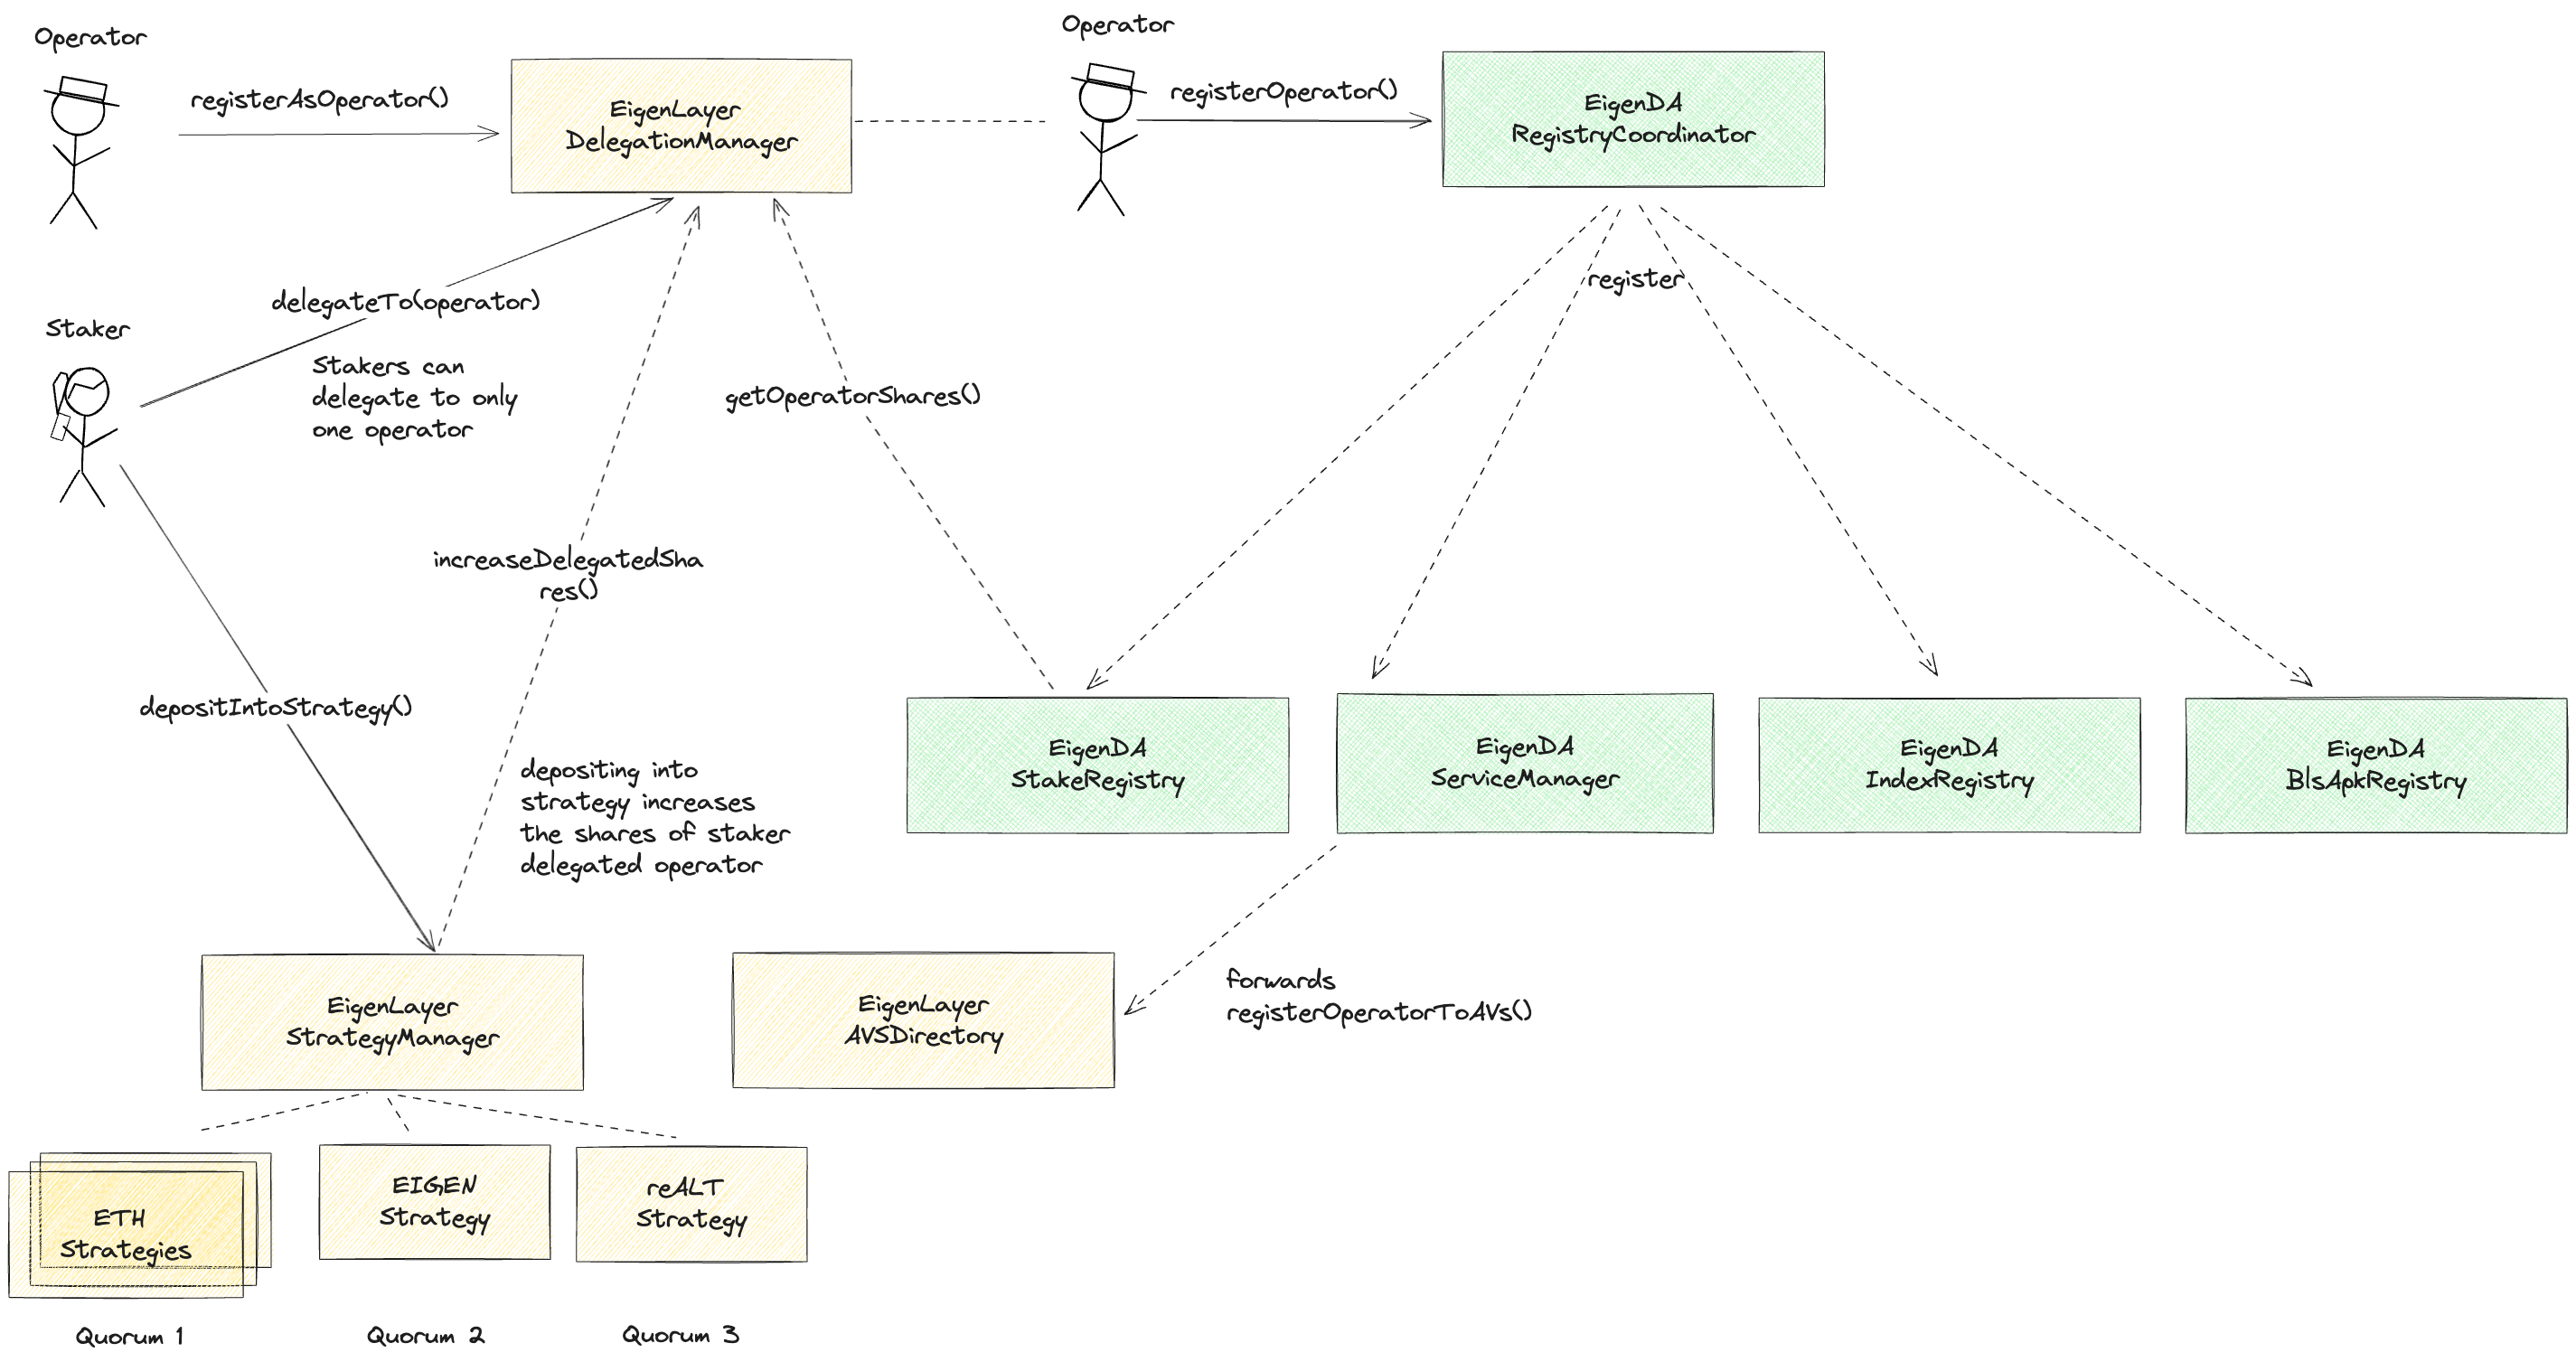 Operator
registerAsOperator()
EigenLayer
DelegationManager
Operator
registerOperator()
EigenDA
RegistryCoordinator
register
delegateTo(operator)
Staker
Stakers can
delegate to only
one operator
getOperatorShares()
increaseDelegatedSha
res()
depositIntoStrategy()
depositing into
strategy increases
the shares of staker
delegated operator
EigenDA
StakeRegistry
EigenDA
ServiceManager
EigenDA
IndexRegistry
EigenDA
BlsApkRegistry
EigenLayer
StrategyManager
EigenLayer
AVSDirectory
forwards
registerOperatorToAVs()
ETH
Strategies
EIGEN
Strategy
reALT
Strategy
Quorum 1
Quorum 2
Quorum 3